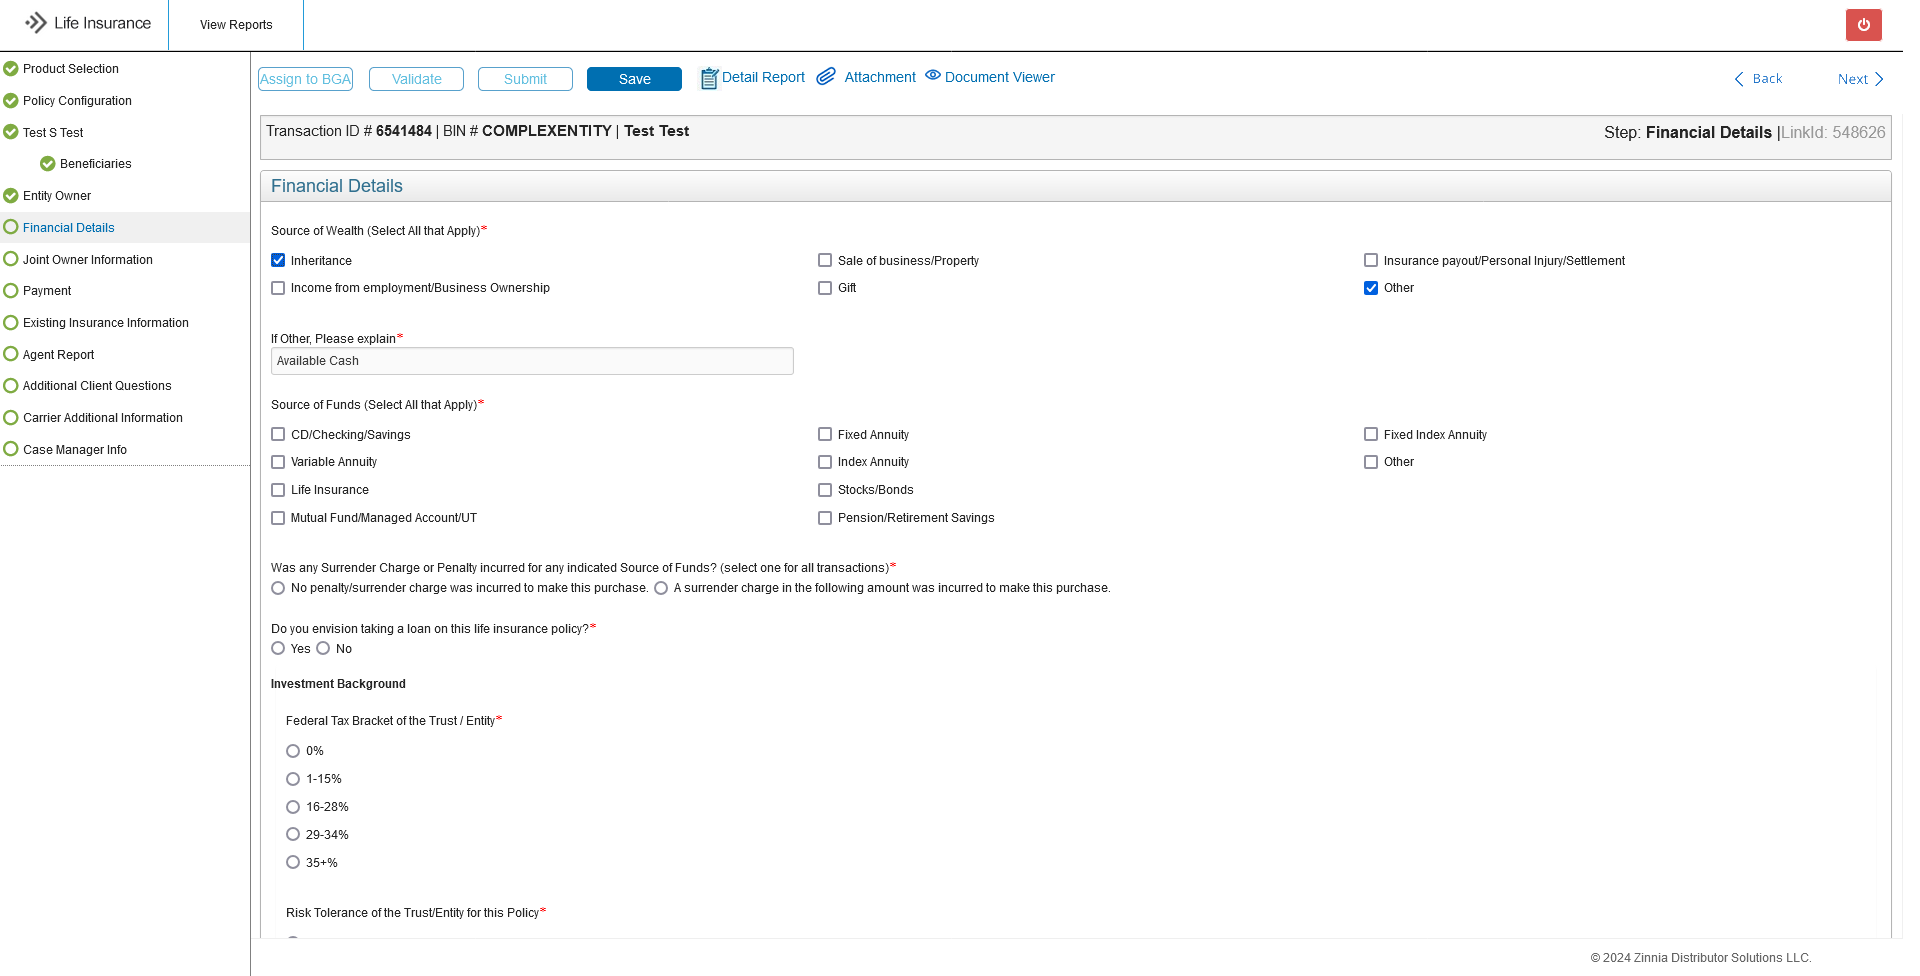 Life Insurance
View Reports
Product Selection
Policy Configuration
Test S Test
Beneficiaries
Entity Owner
Financial Details
Joint Owner Information
Payment
Existing Insurance Information
Agent Report
Additional Client Questions
Carrier Additional Information
Case Manager Info
Assign to BGA Validate Submit Save Detail Report Attachment Document Viewer Back Next
Transaction ID # 6541484 | BIN # COMPLEXENTITY | Test Test
Step: Financial Details |LinkId: 548626
Financial Details
Source of Wealth (Select All that Apply)*
Inheritance Sale of business/Property Insurance payout/Personal Injury/Settlement
Income from employment/Business Ownership Gift Other
If Other, Please explain*
Available Cash
Source of Funds (Select All that Apply)*
CD/Checking/Savings Fixed Annuity Fixed Index Annuity
Variable Annuity Index Annuity Other
Life Insurance Stocks/Bonds
Mutual Fund/Managed Account/UT Pension/Retirement Savings
Was any Surrender Charge or Penalty incurred for any indicated Source of Funds? (select one for all transactions)*
No penalty/surrender charge was incurred to make this purchase. A surrender charge in the following amount was incurred to make this purchase.
Do you envision taking a loan on this life insurance policy?*
Yes No
Investment Background
Federal Tax Bracket of the Trust / Entity*
0%
1-15%
16-28%
29-34%
35+%
Risk Tolerance of the Trust/Entity for this Policy*
© 2024 Zinnia Distributor Solutions LLC.